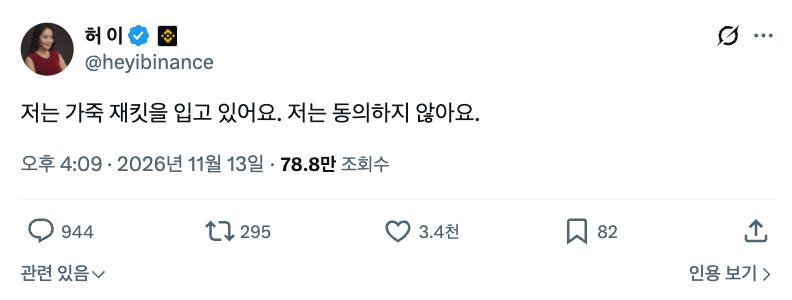 허 이
@heyibinance
저는 가죽 재킷을 입고 있어요. 저는 동의하지 않아요.
오후 4:09 · 2026년 11월 13일 · 78.8만 조회수
944 295 3.4천 82
관련 있음 인용 보기